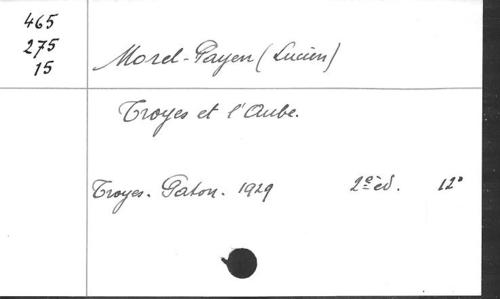 465
275
15
Morel-Payen (Lucien)
Troyes et l'Aube.
Troyes. Paton. 1929 2e éd. 12°